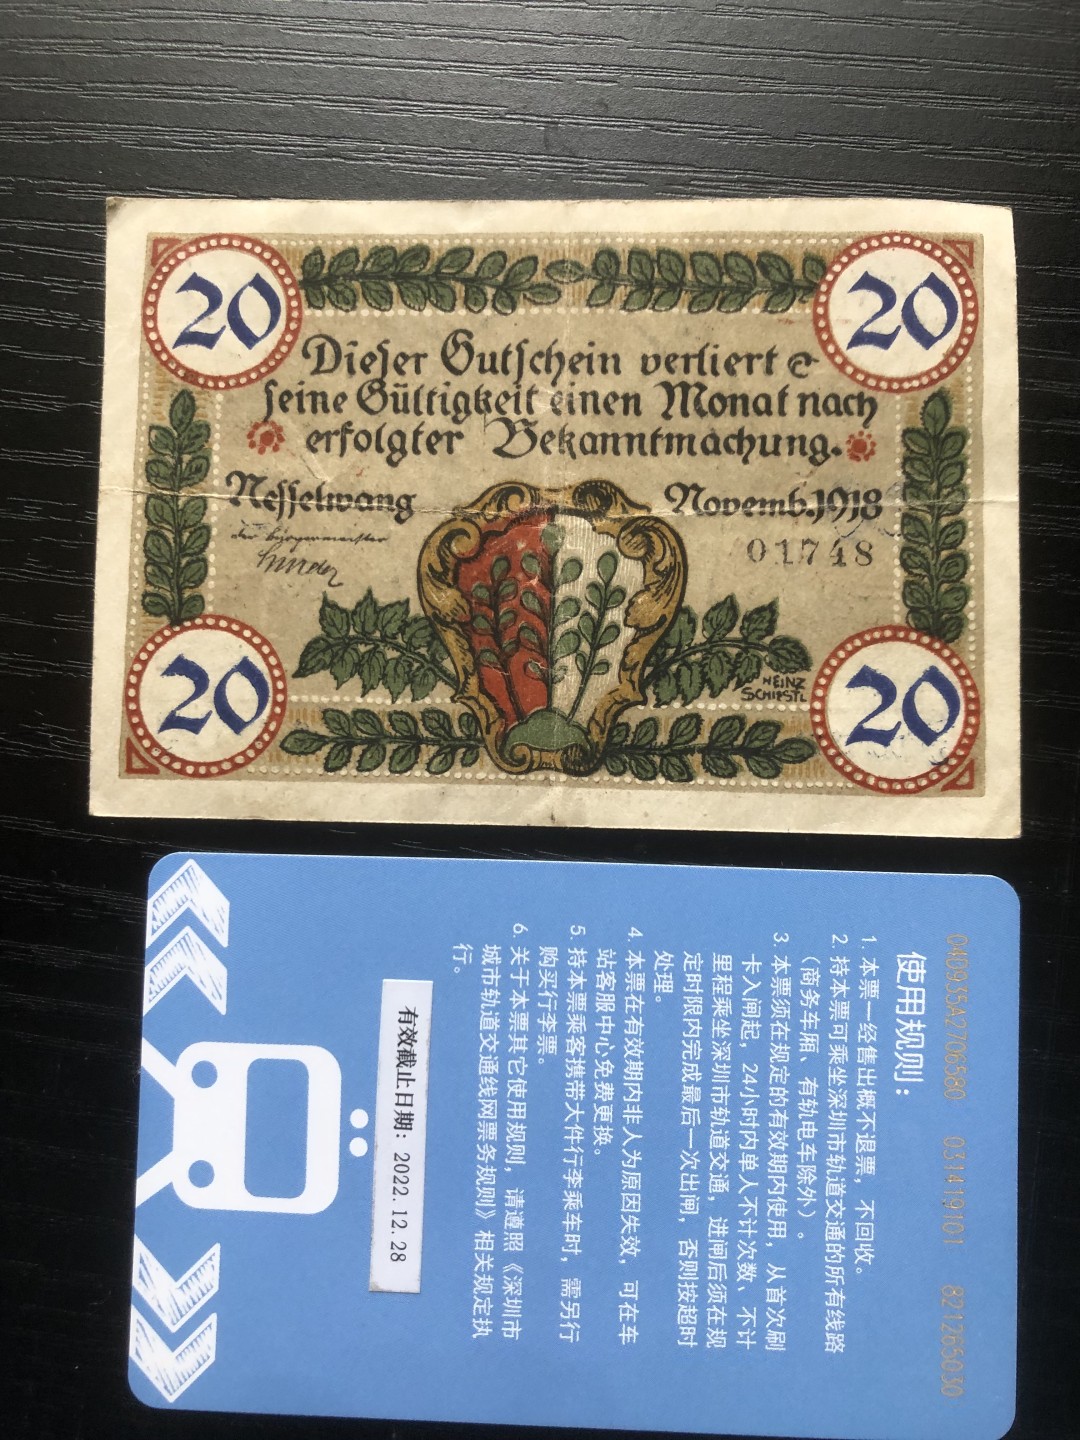 20
20
Dieser Gutschein verliert
seine Gültigkeit einen Monat nach
erfolgter Bekanntmachung.
Nesselwang
Novemb. 1918
der Bürgermeister
01748
HEINZ
SCHIESTL
20
20
04D935A2706580 031419101 821265030
使用规则：
1. 本票一经售出概不退票，不回收。
2. 持本票可乘坐深圳市轨道交通的所有线路
（商务车厢、有轨电车除外）。
3. 本票须在规定的有效期内使用，从首次刷
卡入闸起，24小时内单人不计次数、不计
里程乘坐深圳市轨道交通，进闸后须在规
定时限内完成最后一次出闸，否则按超时
处理。
4. 本票在有效期内非人为原因失效，可在车
站客服中心免费更换。
5. 持本票乘客携带大件行李乘车时，需另行
购买行李票。
6. 关于本票其它使用规则，请遵照《深圳市
城市轨道交通线网票务规则》相关规定执
行。
有效截止日期：2022.12.28